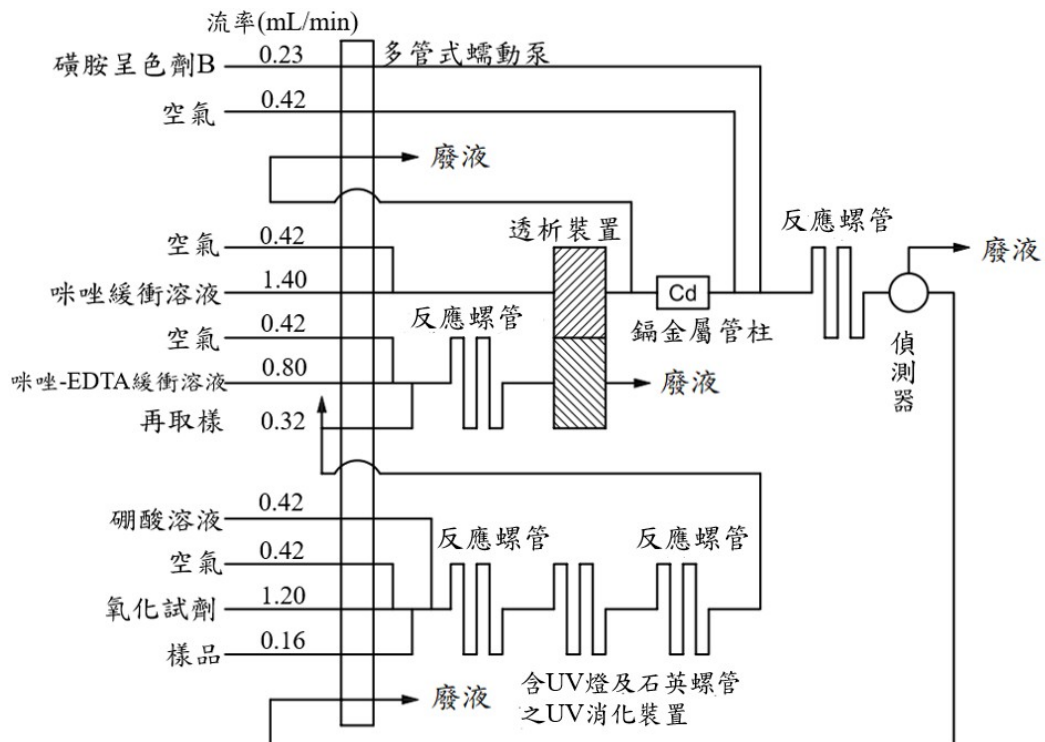 流率(mL/min)
磺胺呈色劑B 0.23 多管式蠕動泵
空氣 0.42
廢液
空氣 0.42 透析裝置 反應螺管
廢液
咪唑緩衝溶液 1.40 反應螺管 Cd
鎘金屬管柱
空氣 0.42
偵測器
咪唑-EDTA緩衝溶液 0.80 廢液
再取樣 0.32
硼酸溶液 0.42 反應螺管 反應螺管
空氣 0.42
氧化試劑 1.20
樣品 0.16
廢液
含UV燈及石英螺管
之UV消化裝置